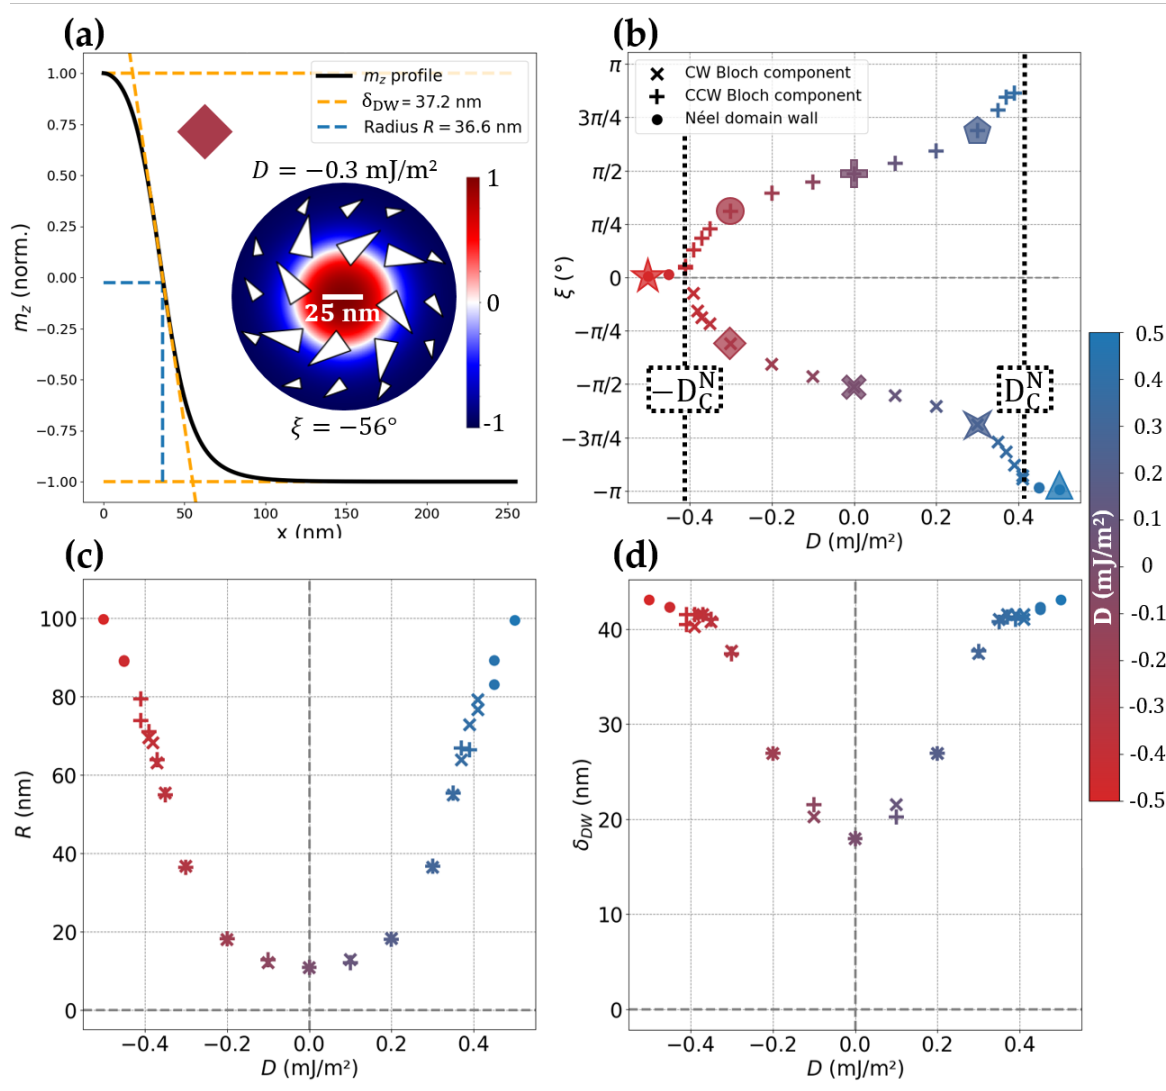 (a)
1.00
0.75
0.50
0.25
0.00
−0.25
−0.50
−0.75
−1.00
m_z (norm.)
0 50 100 150 200 250
x (nm)
m_z profile
δ_DW = 37.2 nm
Radius R = 36.6 nm
D = −0.3 mJ/m²
25 nm
ξ = −56°
1
0
-1
(b)
π
3π/4
π/2
π/4
0
−π/4
−π/2
−3π/4
−π
ξ (°)
CW Bloch component
CCW Bloch component
Néel domain wall
−D_C^N
D_C^N
−0.4 −0.2 0.0 0.2 0.4
D (mJ/m²)
(c)
100
80
60
40
20
0
R (nm)
−0.4 −0.2 0.0 0.2 0.4
D (mJ/m²)
(d)
40
30
20
10
0
δ_DW (nm)
−0.4 −0.2 0.0 0.2 0.4
D (mJ/m²)
D (mJ/m²)
0.5
0.4
0.3
0.2
0.1
0
-0.1
-0.2
-0.3
-0.4
-0.5